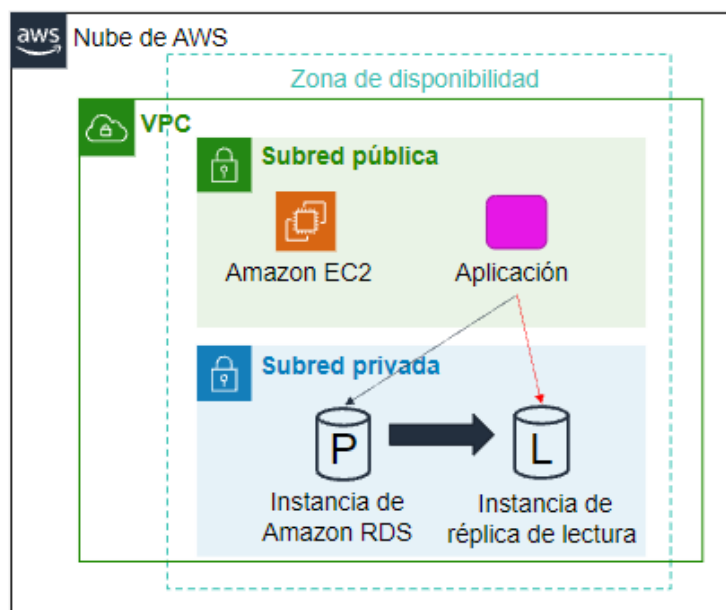 aws
Nube de AWS
Zona de disponibilidad
VPC
Subred pública
Amazon EC2
Aplicación
Subred privada
P
L
Instancia de
Amazon RDS
Instancia de
réplica de lectura